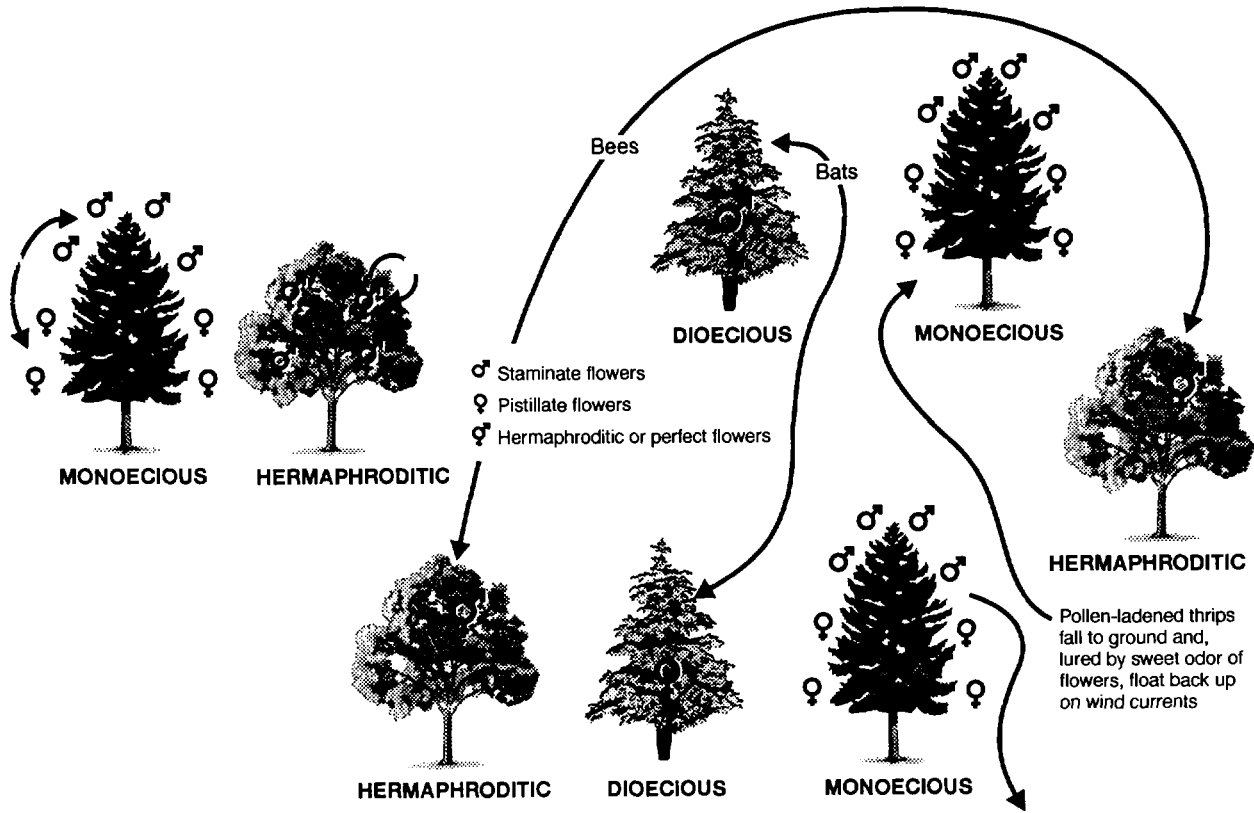 Bees
Bats
DIOECIOUS
MONOECIOUS
♂ Staminate flowers
♀ Pistillate flowers
⚥ Hermaphroditic or perfect flowers
MONOECIOUS
HERMAPHRODITIC
HERMAPHRODITIC
Pollen-ladened thrips
fall to ground and,
lured by sweet odor of
flowers, float back up
on wind currents
HERMAPHRODITIC
DIOECIOUS
MONOECIOUS